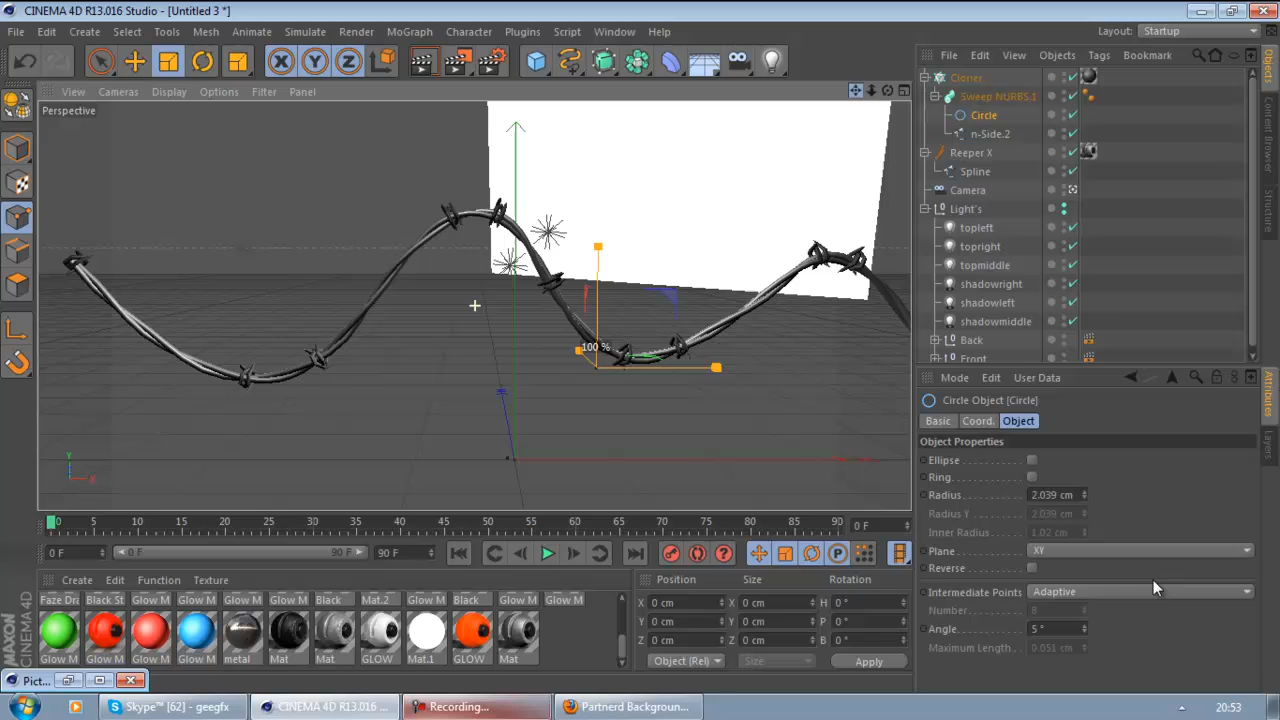 CINEMA 4D R13.016 Studio - [Untitled 3 *]
File Edit Create Select Tools Mesh Animate Simulate Render MoGraph Character Plugins Script Window Help
Layout: Startup
View Cameras Display Options Filter Panel
Perspective
100 %
Y
X
File Edit View Objects Tags Bookmark
Cloner
Sweep NURBS.1
Circle
n-Side.2
Reeper X
Spline
Camera
Light's
topleft
topright
topmiddle
shadowright
shadowleft
shadowmiddle
Back
Front
Objects
Content Browser
Structure
Mode Edit User Data
Circle Object [Circle]
Basic Coord. Object
Object Properties
Ellipse
Ring
Radius 2.039 cm
Radius Y 2.039 cm
Inner Radius 1.02 cm
Plane XY
Reverse
Intermediate Points Adaptive
Number 8
Angle 5 °
Maximum Length 0.051 cm
Attributes
Layers
0 5 10 15 20 25 30 35 40 45 50 55 60 65 70 75 80 85 90 0 F
0 F 0 F 90 F 90 F
Create Edit Function Texture
Faze Dra Black St Glow M Glow M Glow M Glow M Black Mat.2 Glow M Black Glow M Glow M
Glow M Glow M Glow M Glow M metal Mat Mat GLOW Mat.1 GLOW Mat
Position Size Rotation
X 0 cm X 0 cm H 0 °
Y 0 cm Y 0 cm P 0 °
Z 0 cm Z 0 cm B 0 °
Object (Rel) Size Apply
MAXON CINEMA 4D
Pict...
Skype™ [62] - geegfx
CINEMA 4D R13.016 ...
Recording...
Partnerd Backgroun...
20:53